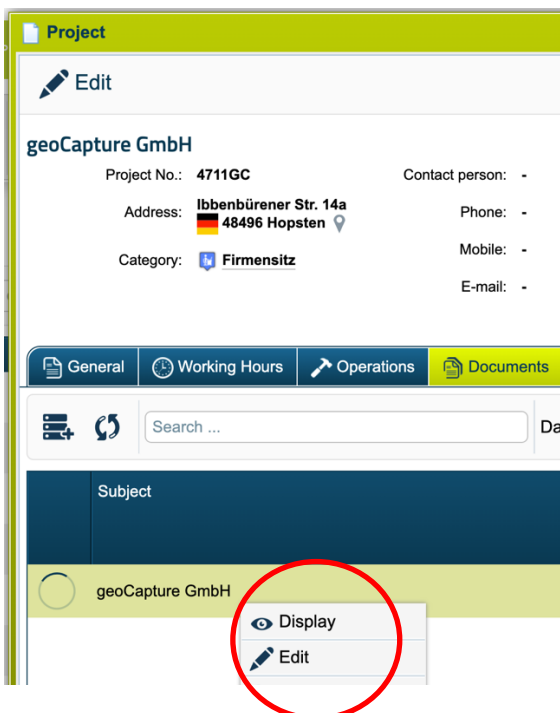 Project
Edit
geoCapture GmbH
Project No.: 4711GC Contact person: -
Address: Ibbenbürener Str. 14a Phone: -
48496 Hopsten
Mobile: -
Category: Firmensitz
E-mail: -
General Working Hours Operations Documents
Search ... Da
Subject
geoCapture GmbH
Display
Edit